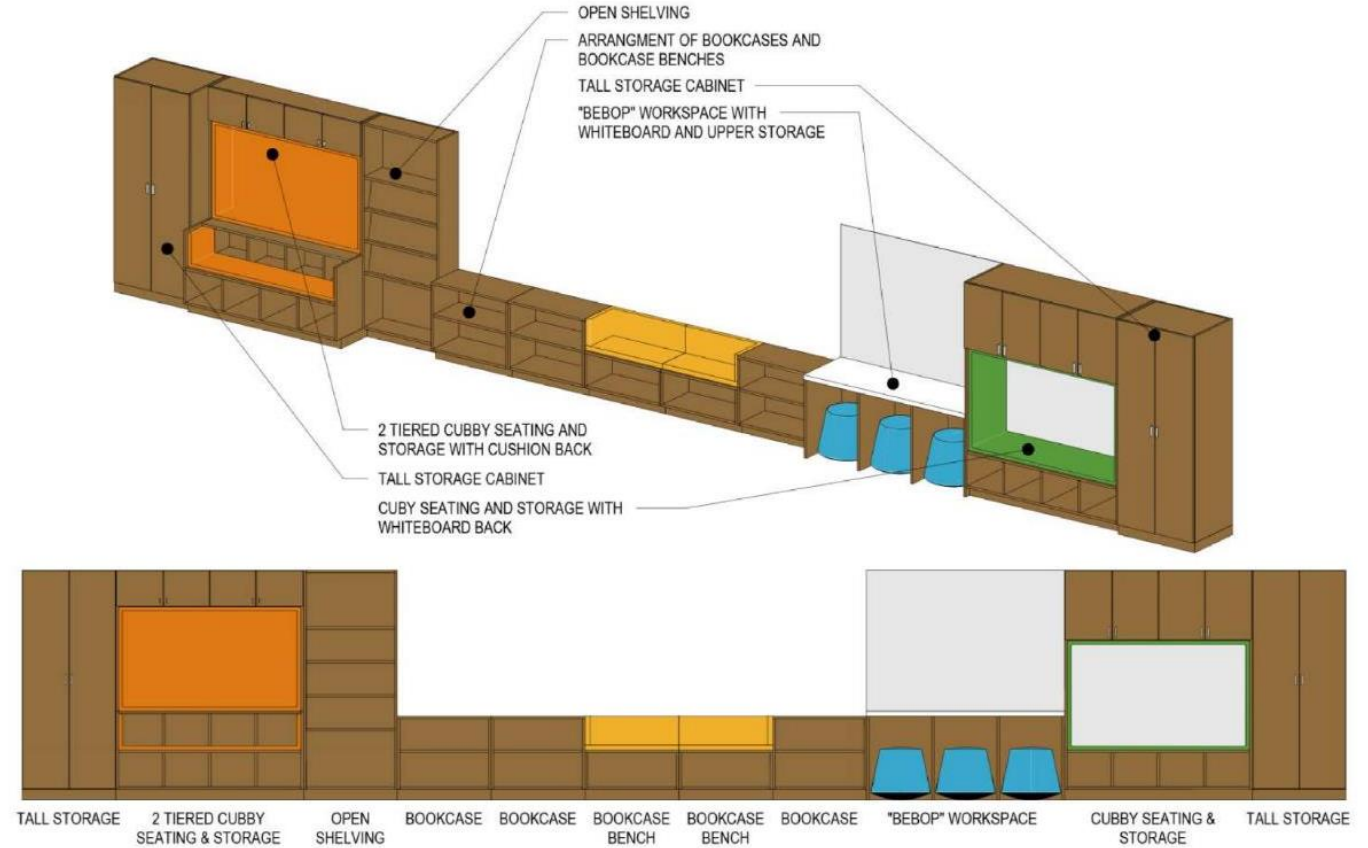 OPEN SHELVING
ARRANGMENT OF BOOKCASES AND
BOOKCASE BENCHES
TALL STORAGE CABINET
"BEBOP" WORKSPACE WITH
WHITEBOARD AND UPPER STORAGE
2 TIERED CUBBY SEATING AND
STORAGE WITH CUSHION BACK
TALL STORAGE CABINET
CUBY SEATING AND STORAGE WITH
WHITEBOARD BACK
TALL STORAGE
2 TIERED CUBBY
SEATING & STORAGE
OPEN
SHELVING
BOOKCASE
BOOKCASE
BOOKCASE
BENCH
BOOKCASE
BENCH
BOOKCASE
"BEBOP" WORKSPACE
CUBBY SEATING &
STORAGE
TALL STORAGE